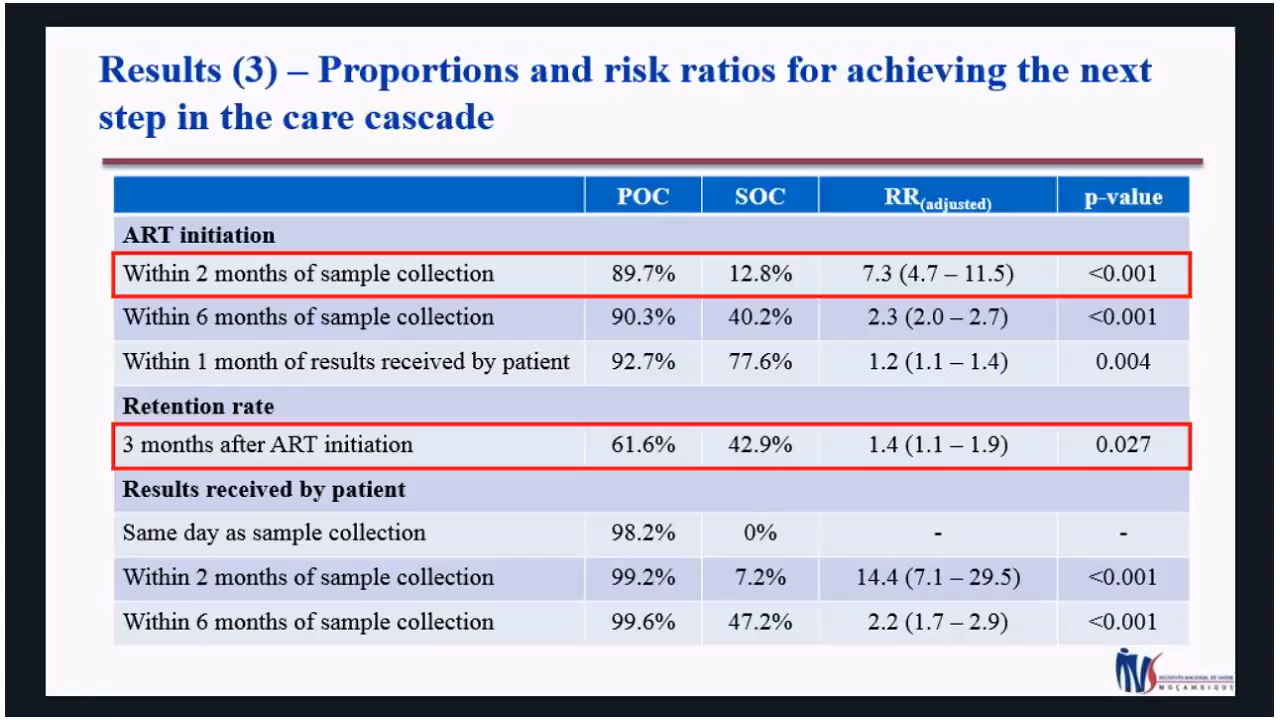 Results (3) – Proportions and risk ratios for achieving the next
step in the care cascade
POC SOC RR(adjusted) p-value
ART initiation
Within 2 months of sample collection 89.7% 12.8% 7.3 (4.7 – 11.5) <0.001
Within 6 months of sample collection 90.3% 40.2% 2.3 (2.0 – 2.7) <0.001
Within 1 month of results received by patient 92.7% 77.6% 1.2 (1.1 – 1.4) 0.004
Retention rate
3 months after ART initiation 61.6% 42.9% 1.4 (1.1 – 1.9) 0.027
Results received by patient
Same day as sample collection 98.2% 0% - -
Within 2 months of sample collection 99.2% 7.2% 14.4 (7.1 – 29.5) <0.001
Within 6 months of sample collection 99.6% 47.2% 2.2 (1.7 – 2.9) <0.001
INS
INSTITUTO NACIONAL DE SAÚDE
MOÇAMBIQUE